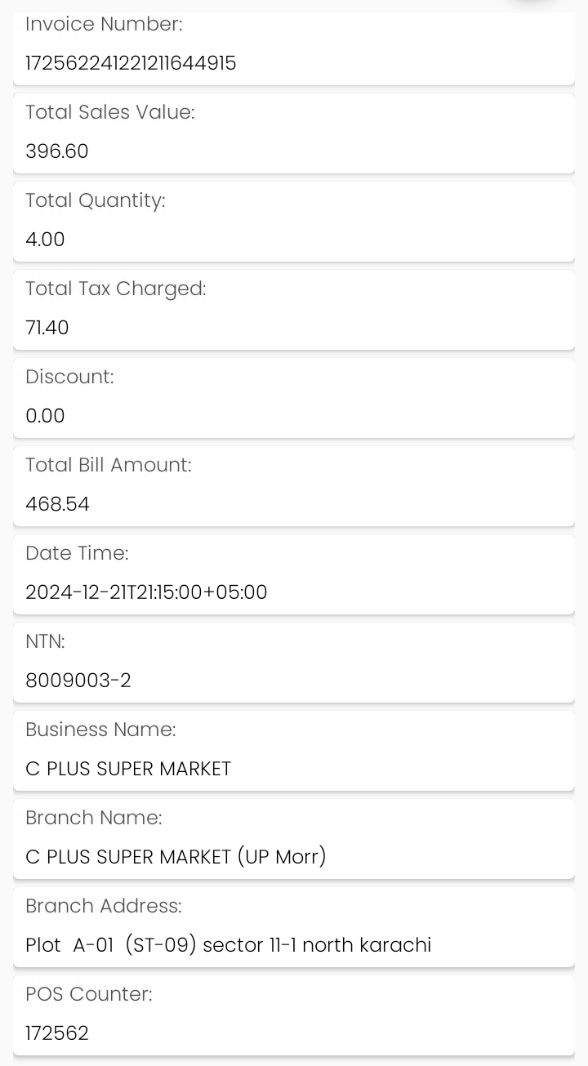 Invoice Number:
172562241221211644915
Total Sales Value:
396.60
Total Quantity:
4.00
Total Tax Charged:
71.40
Discount:
0.00
Total Bill Amount:
468.54
Date Time:
2024-12-21T21:15:00+05:00
NTN:
8009003-2
Business Name:
C PLUS SUPER MARKET
Branch Name:
C PLUS SUPER MARKET (UP Morr)
Branch Address:
Plot  A-01  (ST-09) sector 11-1 north karachi
POS Counter:
172562